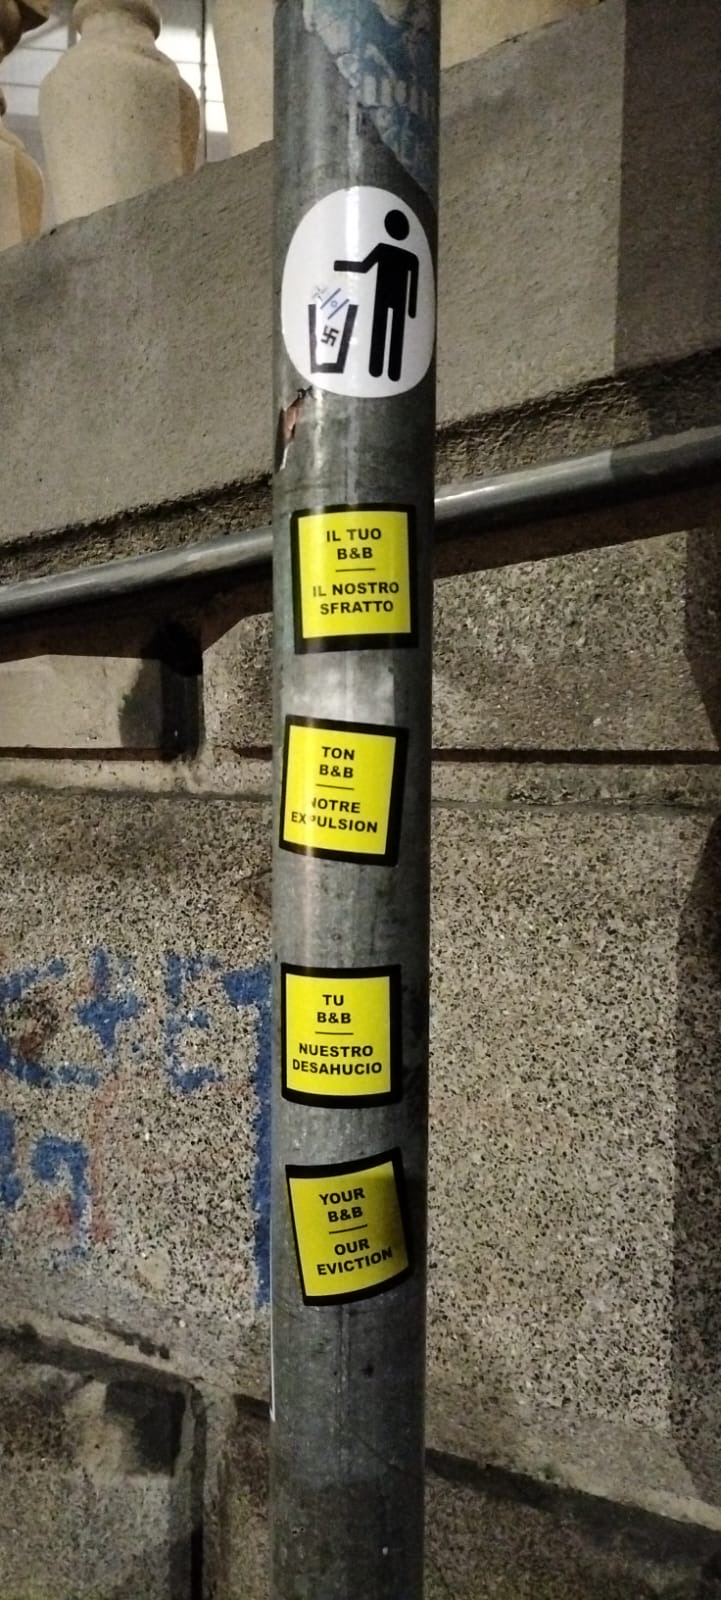 IL TUO
B&B
IL NOSTRO
SFRATTO
TON
B&B
NOTRE
EXPULSION
TU
B&B
NUESTRO
DESAHUCIO
YOUR
B&B
OUR
EVICTION